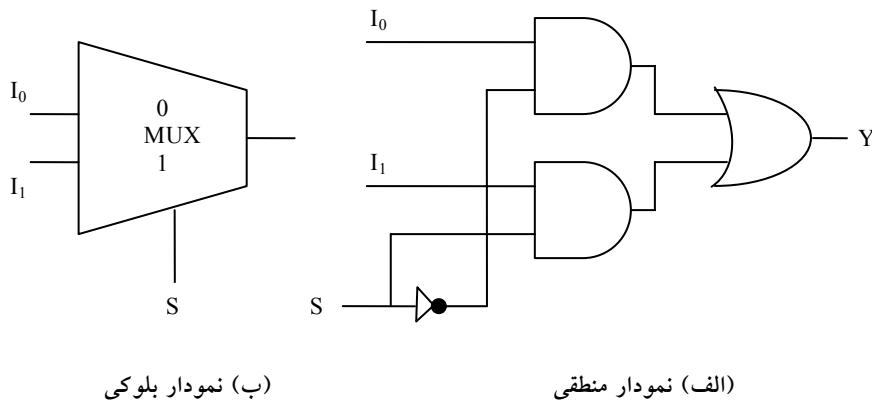 I₀
I₀
0
MUX
1
I₁
I₁
Y
S
S
(الف) نمودار منطقی
(ب) نمودار بلوکی